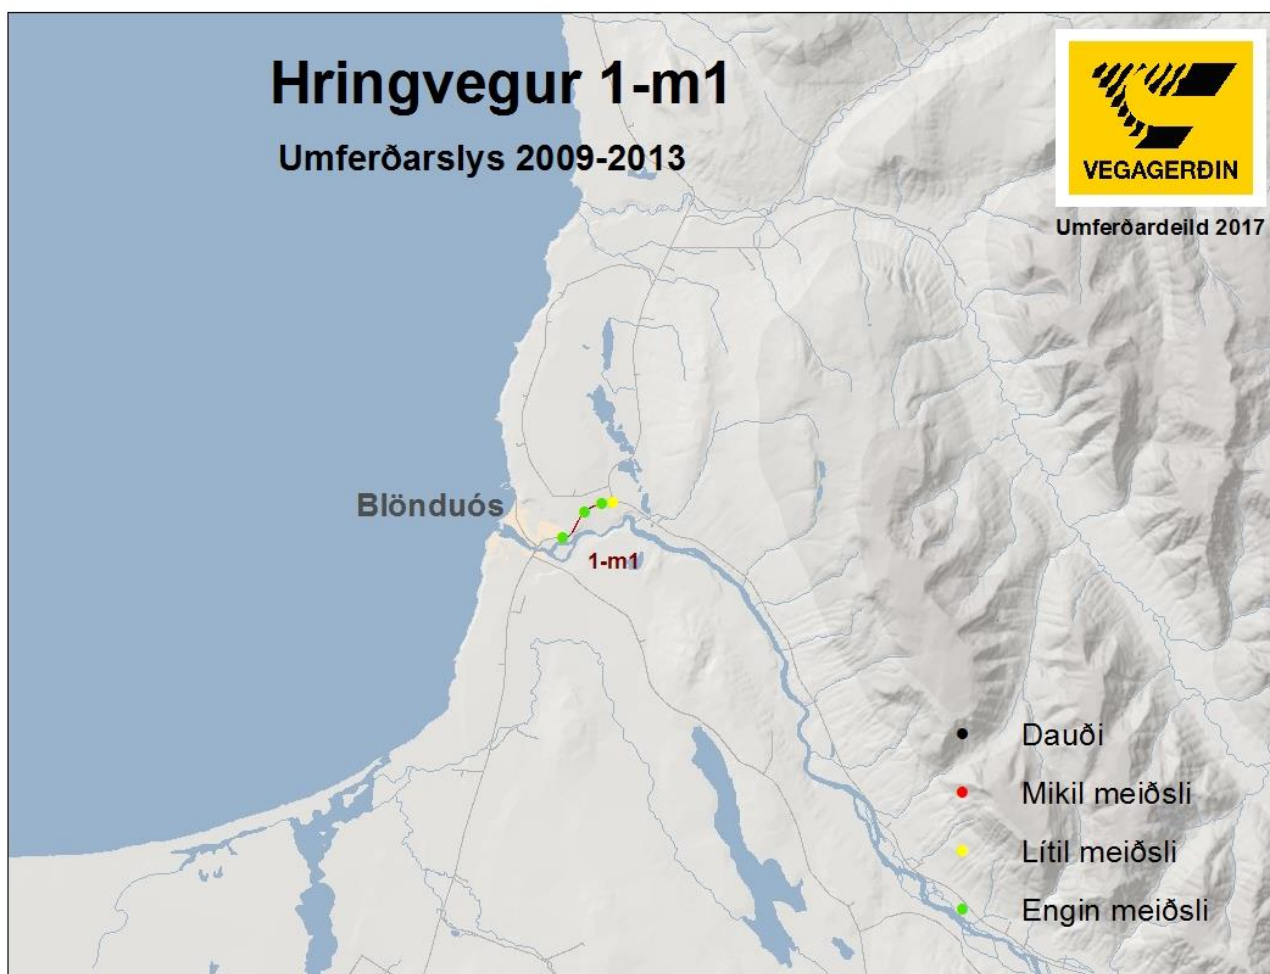 Hringvegur 1-m1
Umferðarslys 2009-2013
VEGAGERÐIN
Umferðardeild 2017
Blönduós
1-m1
Dauði
Mikil meiðsli
Lítil meiðsli
Engin meiðsli